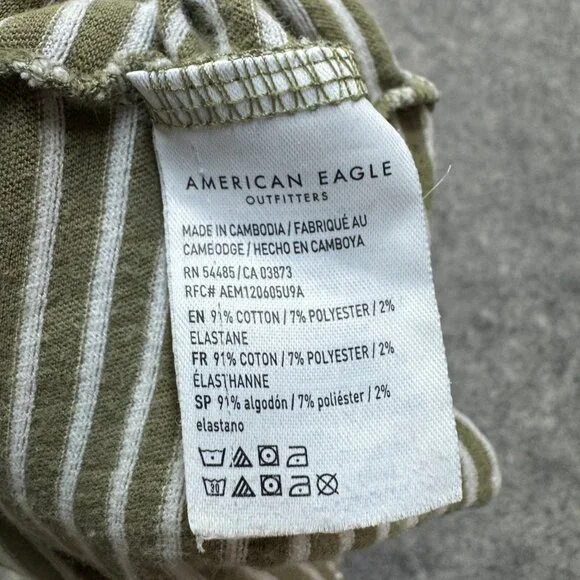 AMERICAN EAGLE
OUTFITTERS
MADE IN CAMBODIA / FABRIQUÉ AU
CAMBODGE / HECHO EN CAMBOYA
RN 54485 / CA 03873
RFC# AEM120605U9A
EN 91% COTTON / 7% POLYESTER / 2%
ELASTANE
FR 91% COTON / 7% POLYESTER / 2%
ÉLASTHANNE
SP 91% algodón / 7% poliéster / 2%
elastano
30